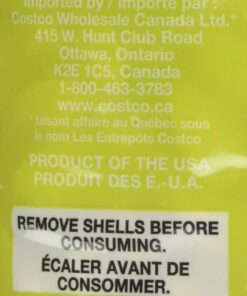 Imported by / Importé par :
Costco Wholesale Canada Ltd.*
415 W. Hunt Club Road
Ottawa, Ontario
K2E 1C5, Canada
1-800-463-3783
www.costco.ca
*faisant affaire au Québec sous
le nom Les Entrepôts Costco
PRODUCT OF THE USA
PRODUIT DES É.-U.A.
REMOVE SHELLS BEFORE
CONSUMING.
ÉCALER AVANT DE
CONSOMMER.